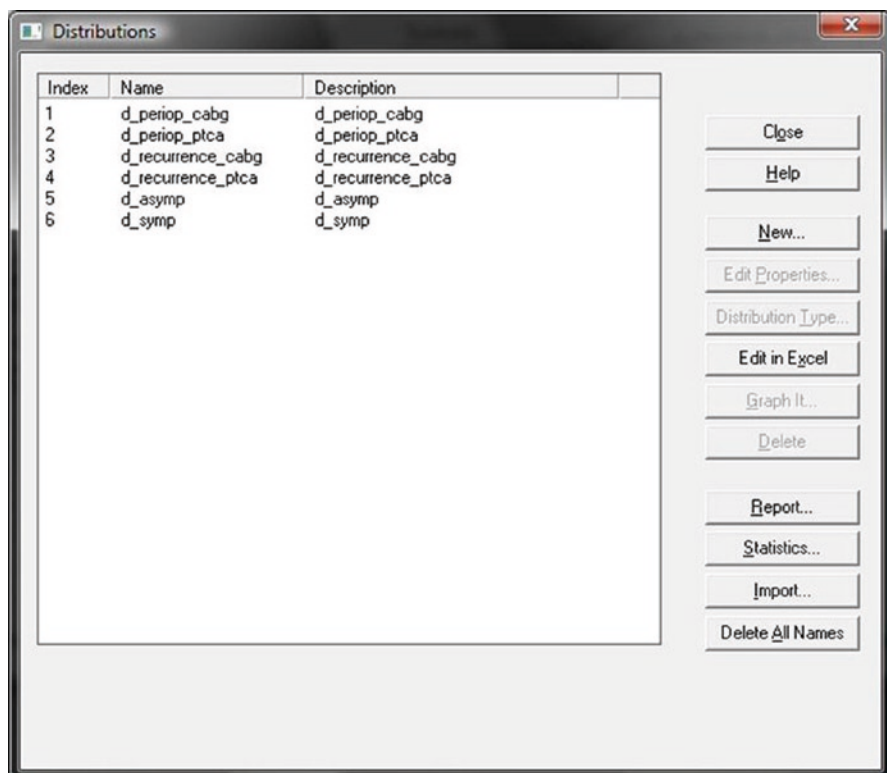 Distributions
Index Name Description
1 d_periop_cabg d_periop_cabg
2 d_periop_ptca d_periop_ptca
3 d_recurrence_cabg d_recurrence_cabg
4 d_recurrence_ptca d_recurrence_ptca
5 d_asymp d_asymp
6 d_symp d_symp
Close
Help
New...
Edit Properties...
Distribution Type...
Edit in Excel
Graph It...
Delete
Report...
Statistics...
Import...
Delete All Names